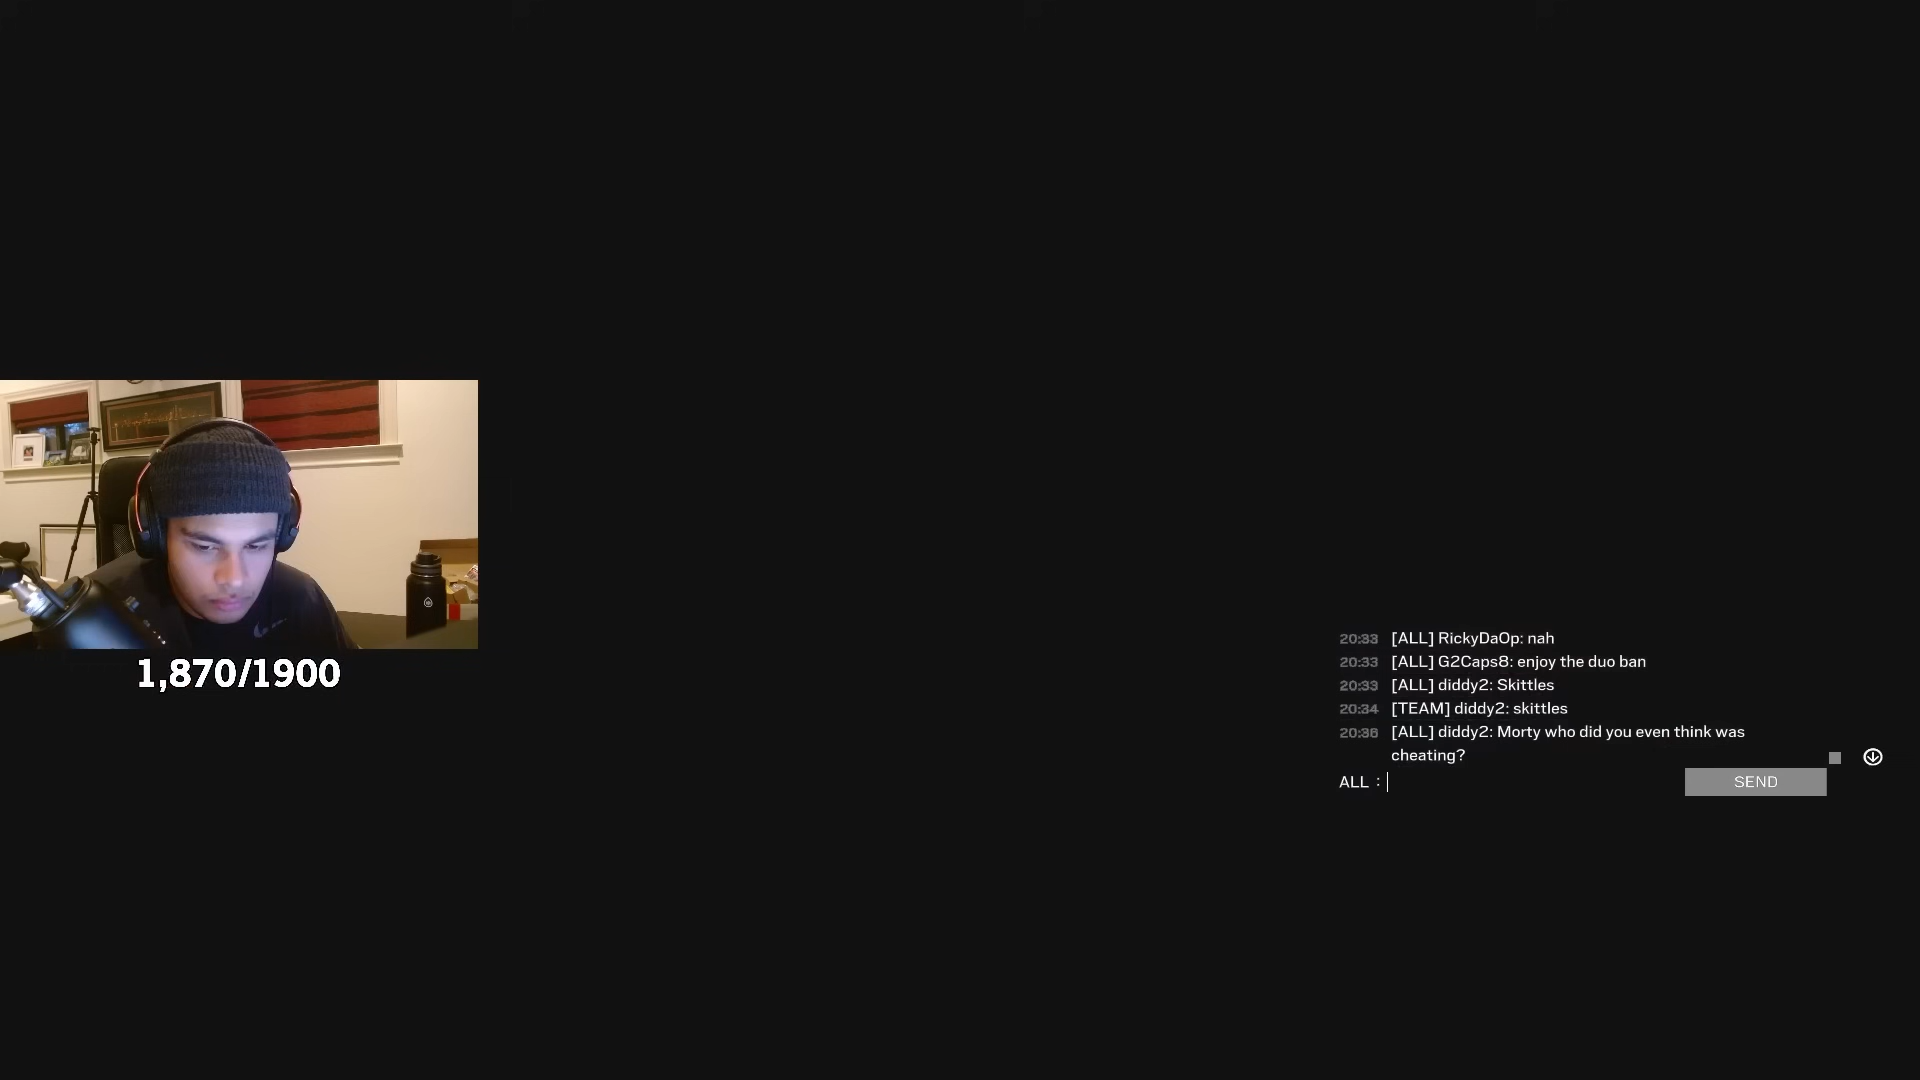 1,870/1900
20:33 [ALL] RickyDaOp: nah
20:33 [ALL] G2Caps8: enjoy the duo ban
20:33 [ALL] diddy2: Skittles
20:34 [TEAM] diddy2: skittles
20:36 [ALL] diddy2: Morty who did you even think was
cheating?
ALL :
SEND